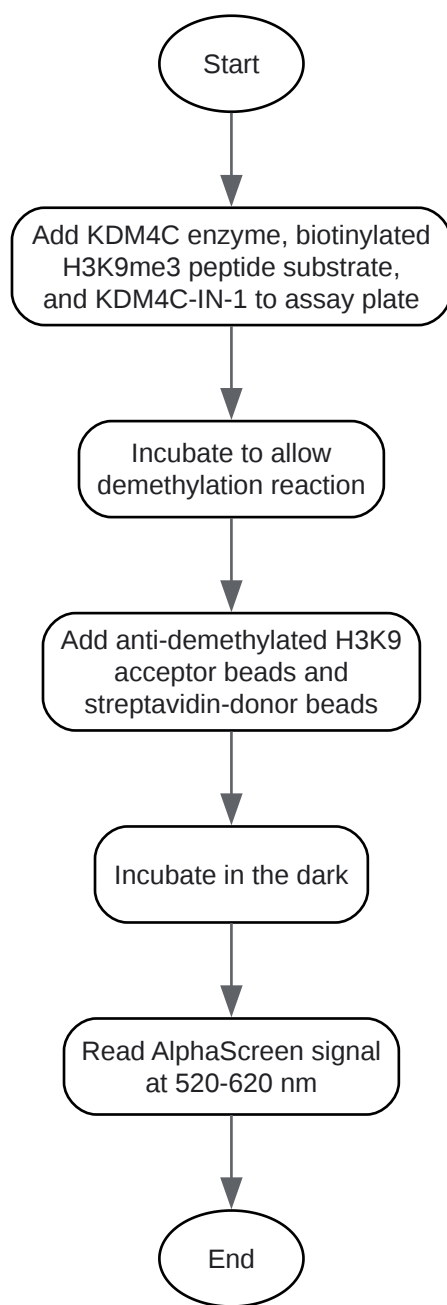 Start
Add KDM4C enzyme, biotinylated
H3K9me3 peptide substrate,
and KDM4C-IN-1 to assay plate
Incubate to allow
demethylation reaction
Add anti-demethylated H3K9
acceptor beads and
streptavidin-donor beads
Incubate in the dark
Read AlphaScreen signal
at 520-620 nm
End